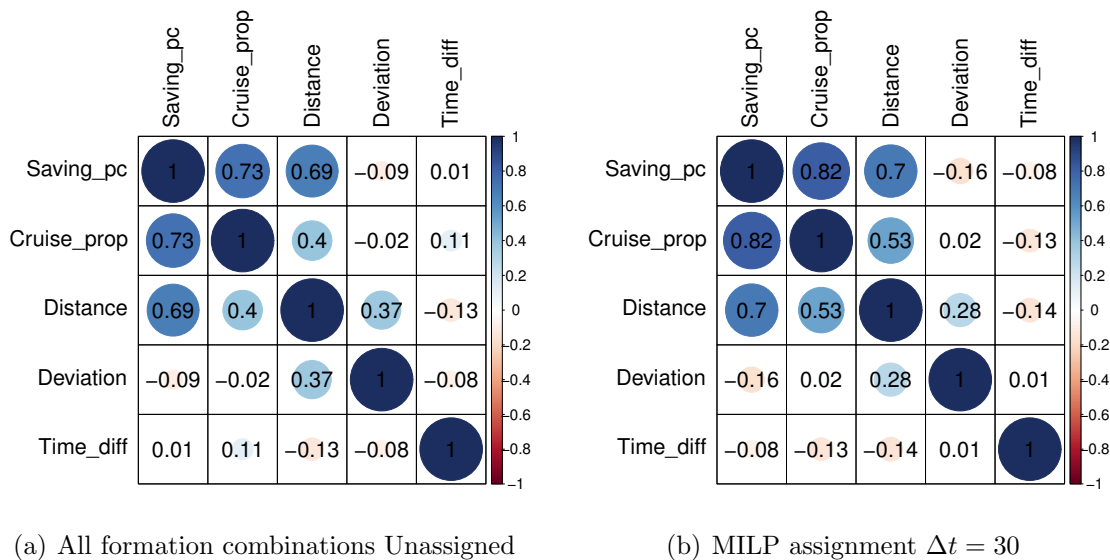 Saving_pc Cruise_prop Distance Deviation Time_diff
Saving_pc 1 0.73 0.69 −0.09 0.01
Cruise_prop 0.73 1 0.4 −0.02 0.11
Distance 0.69 0.4 1 0.37 −0.13
Deviation −0.09 −0.02 0.37 1 −0.08
Time_diff 0.01 0.11 −0.13 −0.08 1
1
0.8
0.6
0.4
0.2
0
−0.2
−0.4
−0.6
−0.8
−1
(a) All formation combinations Unassigned
Saving_pc Cruise_prop Distance Deviation Time_diff
Saving_pc 1 0.82 0.7 −0.16 −0.08
Cruise_prop 0.82 1 0.53 0.02 −0.13
Distance 0.7 0.53 1 0.28 −0.14
Deviation −0.16 0.02 0.28 1 0.01
Time_diff −0.08 −0.13 −0.14 0.01 1
1
0.8
0.6
0.4
0.2
0
−0.2
−0.4
−0.6
−0.8
−1
(b) MILP assignment Δt = 30